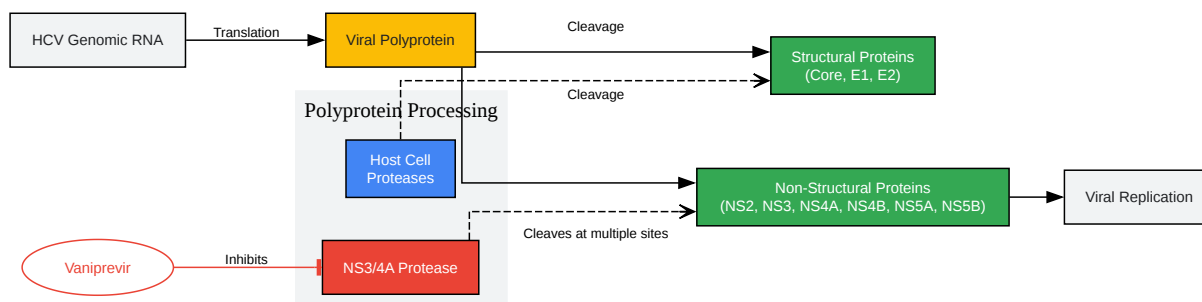 HCV Genomic RNA
Translation
Viral Polyprotein
Cleavage
Structural Proteins
(Core, E1, E2)
Cleavage
Polyprotein Processing
Host Cell
Proteases
Non-Structural Proteins
(NS2, NS3, NS4A, NS4B, NS5A, NS5B)
Viral Replication
Cleaves at multiple sites
Vaniprevir
Inhibits
NS3/4A Protease